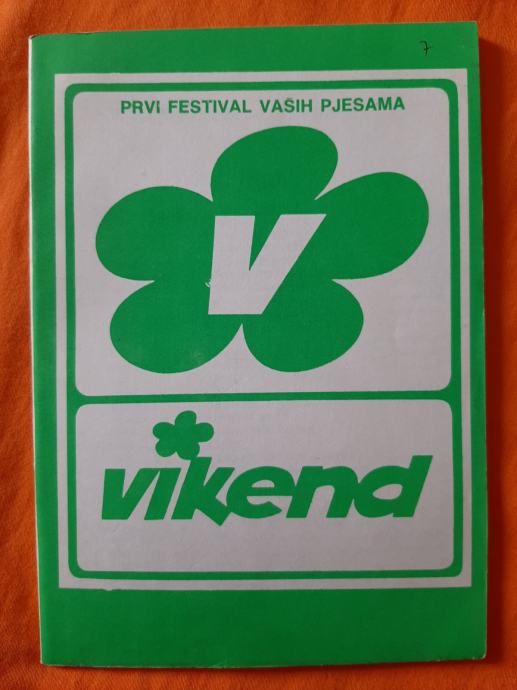 7
PRVI FESTIVAL VAŠIH PJESAMA
V
vikend